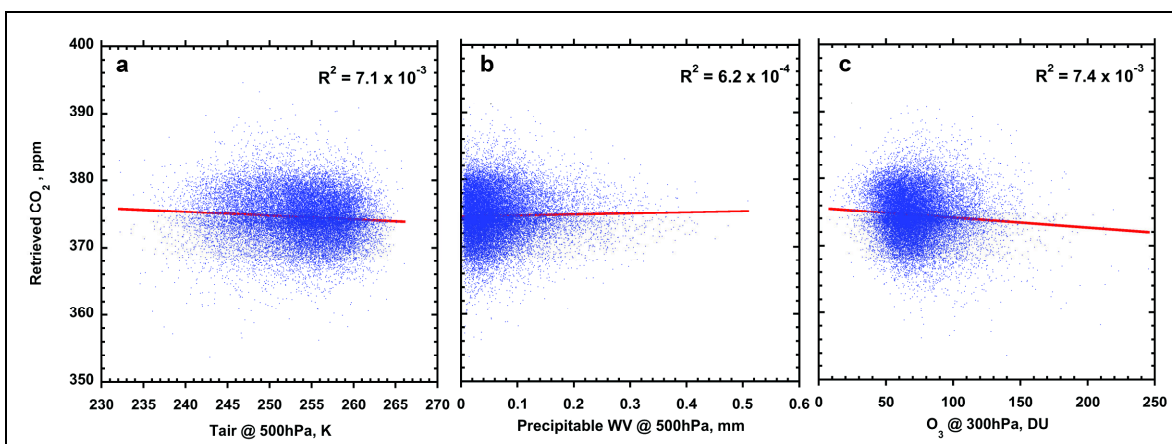 a
R² = 7.1 x 10⁻³
b
R² = 6.2 x 10⁻⁴
c
R² = 7.4 x 10⁻³
Retrieved CO₂ , ppm
400
390
380
370
360
350
230 235 240 245 250 255 260 265 270
0 0.1 0.2 0.3 0.4 0.5 0.6
0 50 100 150 200 250
Tair @ 500hPa, K
Precipitable WV @ 500hPa, mm
O₃ @ 300hPa, DU